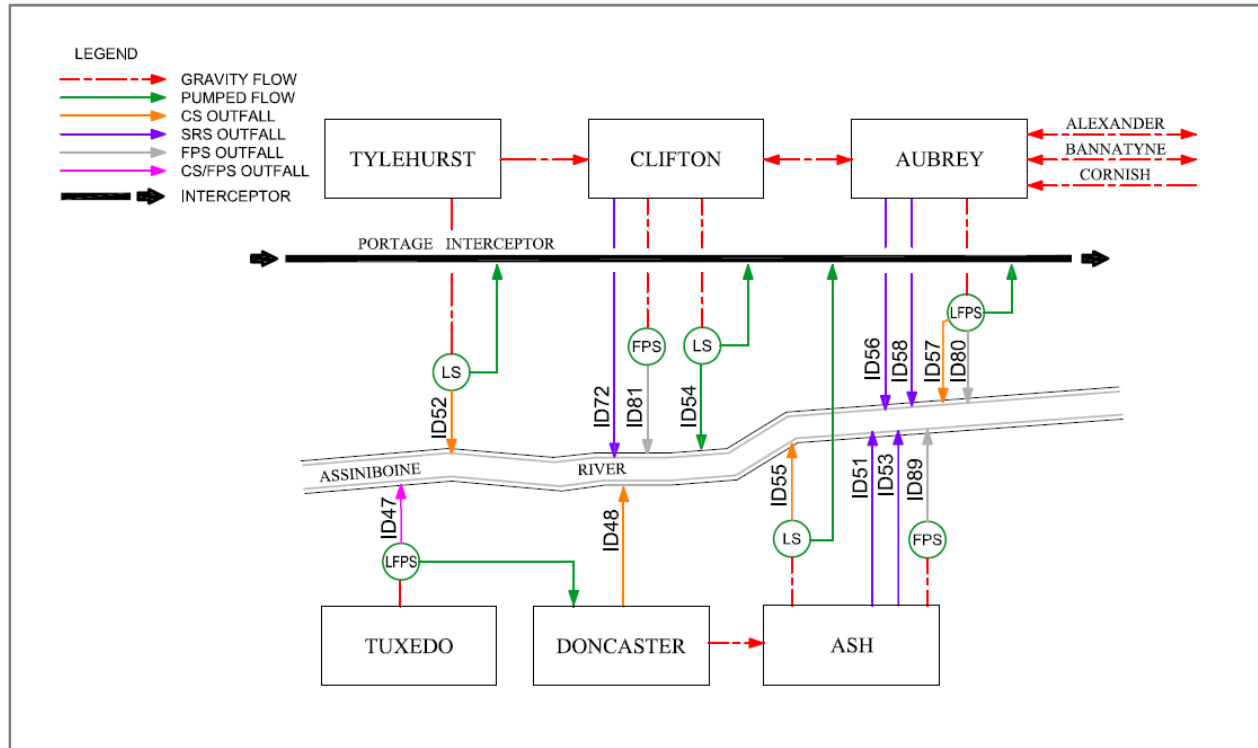 LEGEND
GRAVITY FLOW
PUMPED FLOW
CS OUTFALL
SRS OUTFALL
FPS OUTFALL
CS/FPS OUTFALL
INTERCEPTOR
TYLEHURST
CLIFTON
AUBREY
ALEXANDER
BANNATYNE
CORNISH
PORTAGE INTERCEPTOR
LS
FPS
LS
LFPS
ID52
ID72
ID81
ID54
ID56
ID58
ID57
ID80
ASSINIBOINE
RIVER
ID47
ID48
ID55
ID51
ID53
ID89
LFPS
LS
FPS
TUXEDO
DONCASTER
ASH